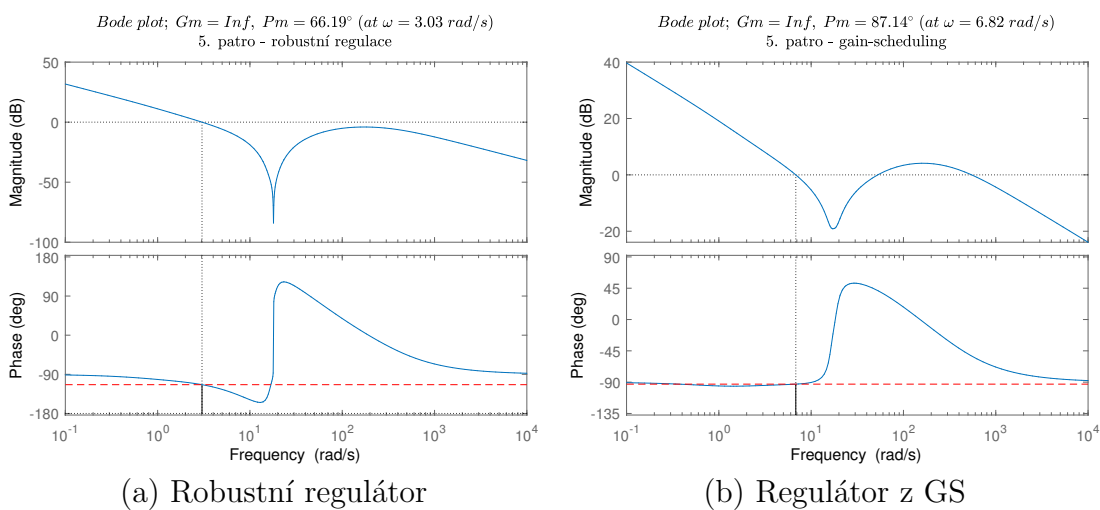 Bode plot; Gm = Inf, Pm = 66.19° (at ω = 3.03 rad/s)
5. patro - robustní regulace
50
0
-50
-100
Magnitude (dB)
180
90
0
-90
-180
Phase (deg)
10^-1 10^0 10^1 10^2 10^3 10^4
Frequency (rad/s)
(a) Robustní regulátor
Bode plot; Gm = Inf, Pm = 87.14° (at ω = 6.82 rad/s)
5. patro - gain-scheduling
40
20
0
-20
Magnitude (dB)
90
45
0
-45
-90
-135
Phase (deg)
10^-1 10^0 10^1 10^2 10^3 10^4
Frequency (rad/s)
(b) Regulátor z GS